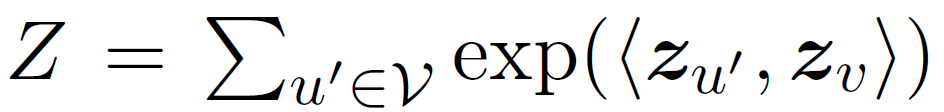 Z = ∑_{u′∈𝒱} exp(⟨𝒛_{u′}, 𝒛_v⟩)